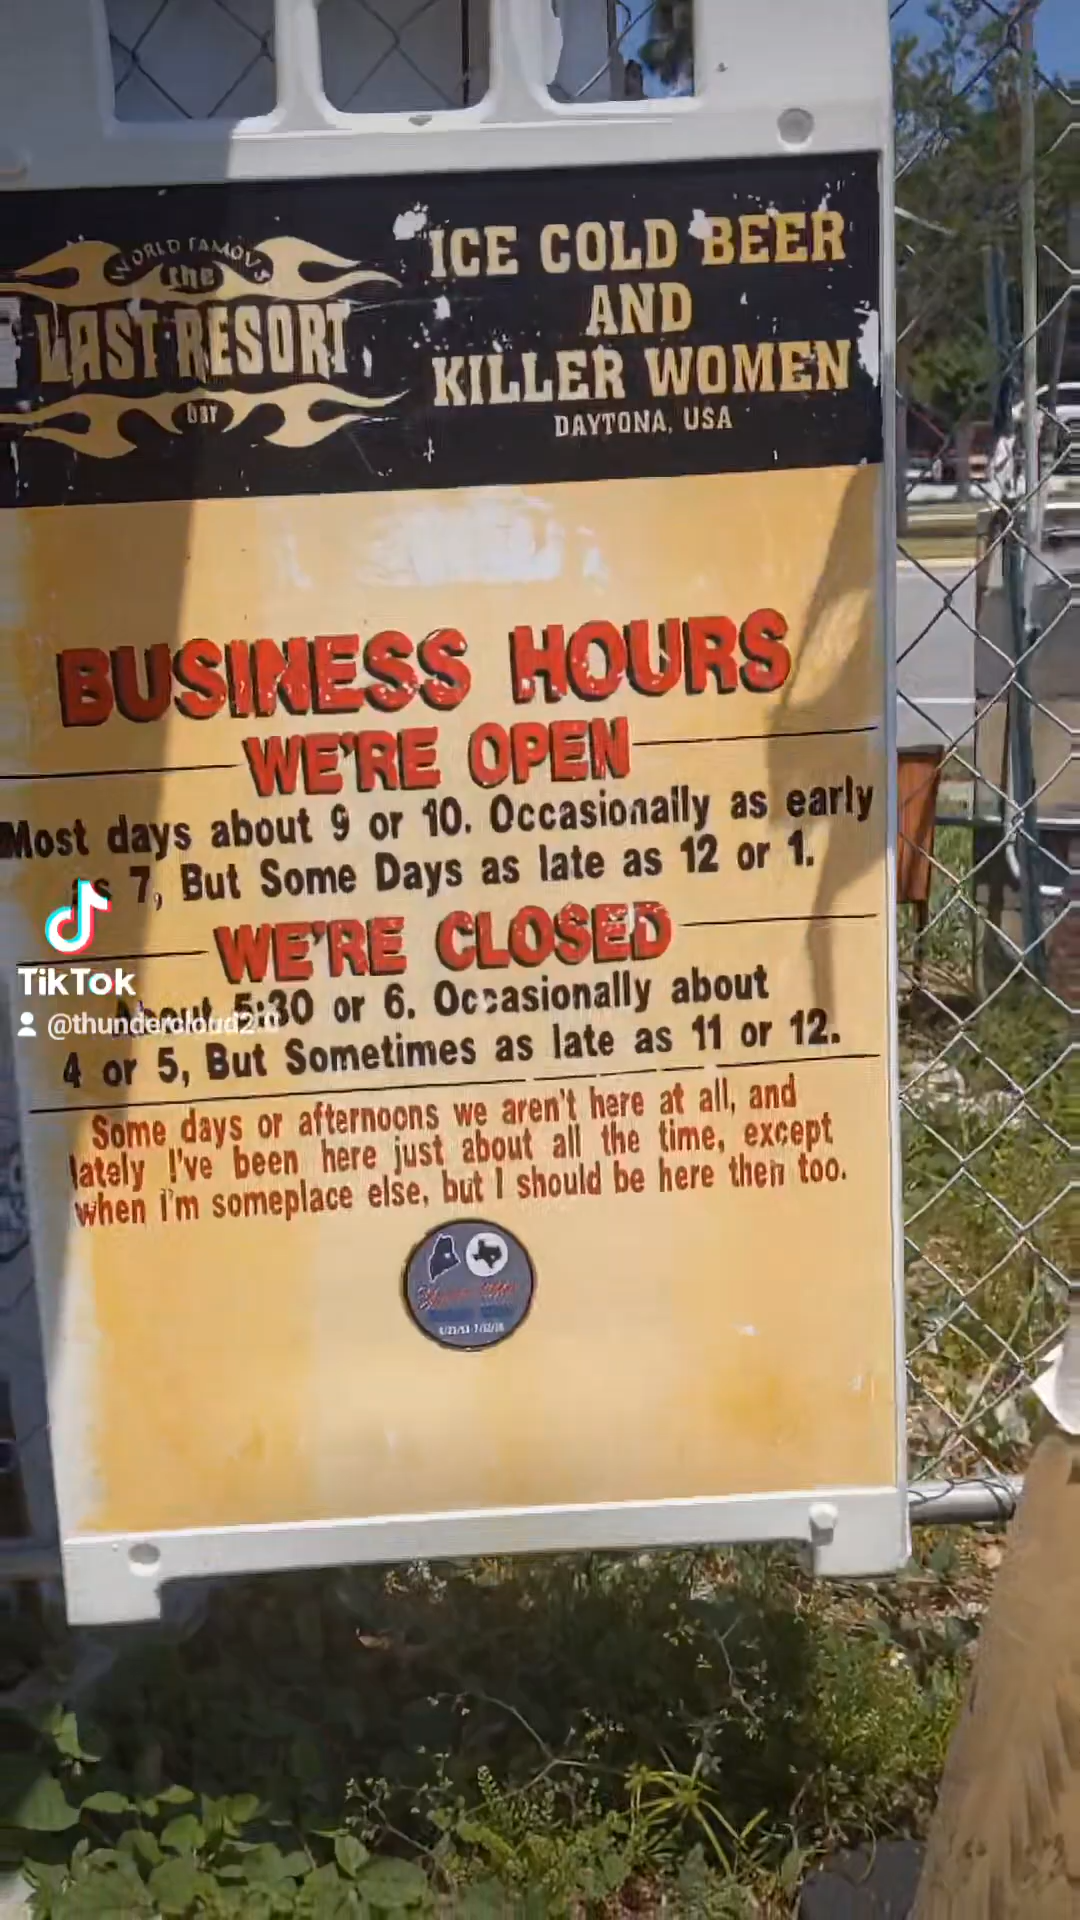 WORLD FAMOUS
the
LAST RESORT
bar
ICE COLD BEER
AND
KILLER WOMEN
DAYTONA, USA
BUSINESS HOURS
WE'RE OPEN
Most days about 9 or 10. Occasionally as early
as 7, But Some Days as late as 12 or 1.
WE'RE CLOSED
About 5:30 or 6. Occasionally about
4 or 5, But Sometimes as late as 11 or 12.
Some days or afternoons we aren't here at all, and
lately I've been here just about all the time, except
when I'm someplace else, but I should be here then too.
TikTok
@thundercloud2.0